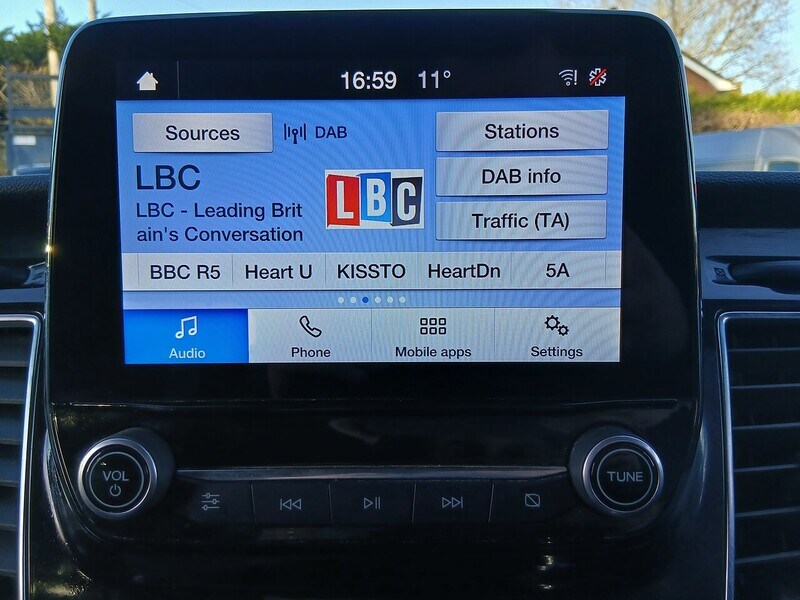 16:59 11°
Sources DAB
Stations
LBC
LBC - Leading Brit
ain's Conversation
LBC
DAB info
Traffic (TA)
BBC R5 Heart U KISSTO HeartDn 5A
Audio Phone Mobile apps Settings
VOL
TUNE